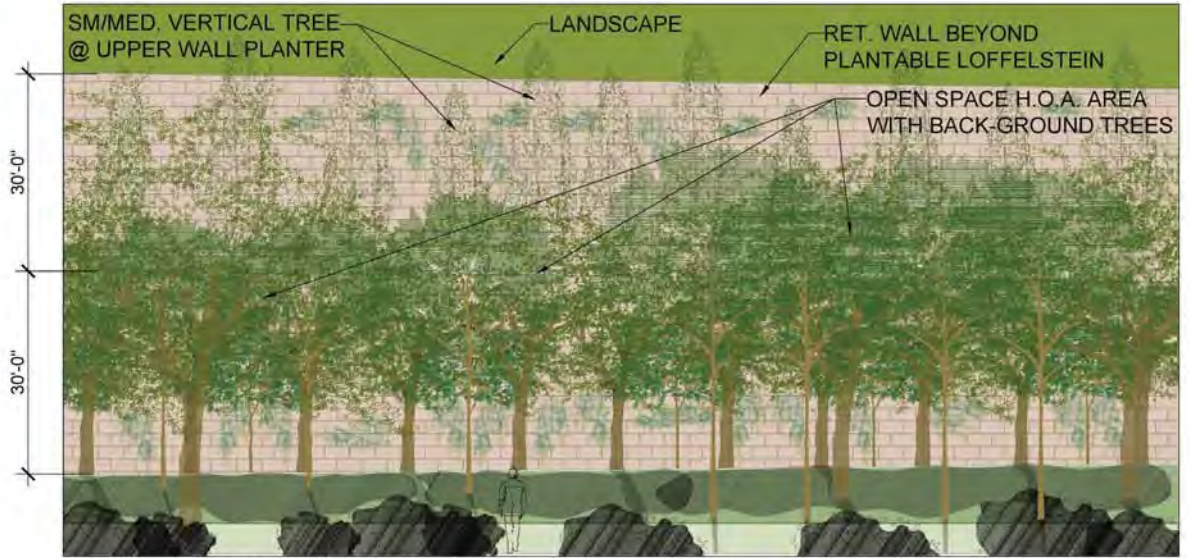 SM/MED. VERTICAL TREE
@ UPPER WALL PLANTER
LANDSCAPE
RET. WALL BEYOND
PLANTABLE LOFFELSTEIN
OPEN SPACE H.O.A. AREA
WITH BACK-GROUND TREES
30'-0"
30'-0"